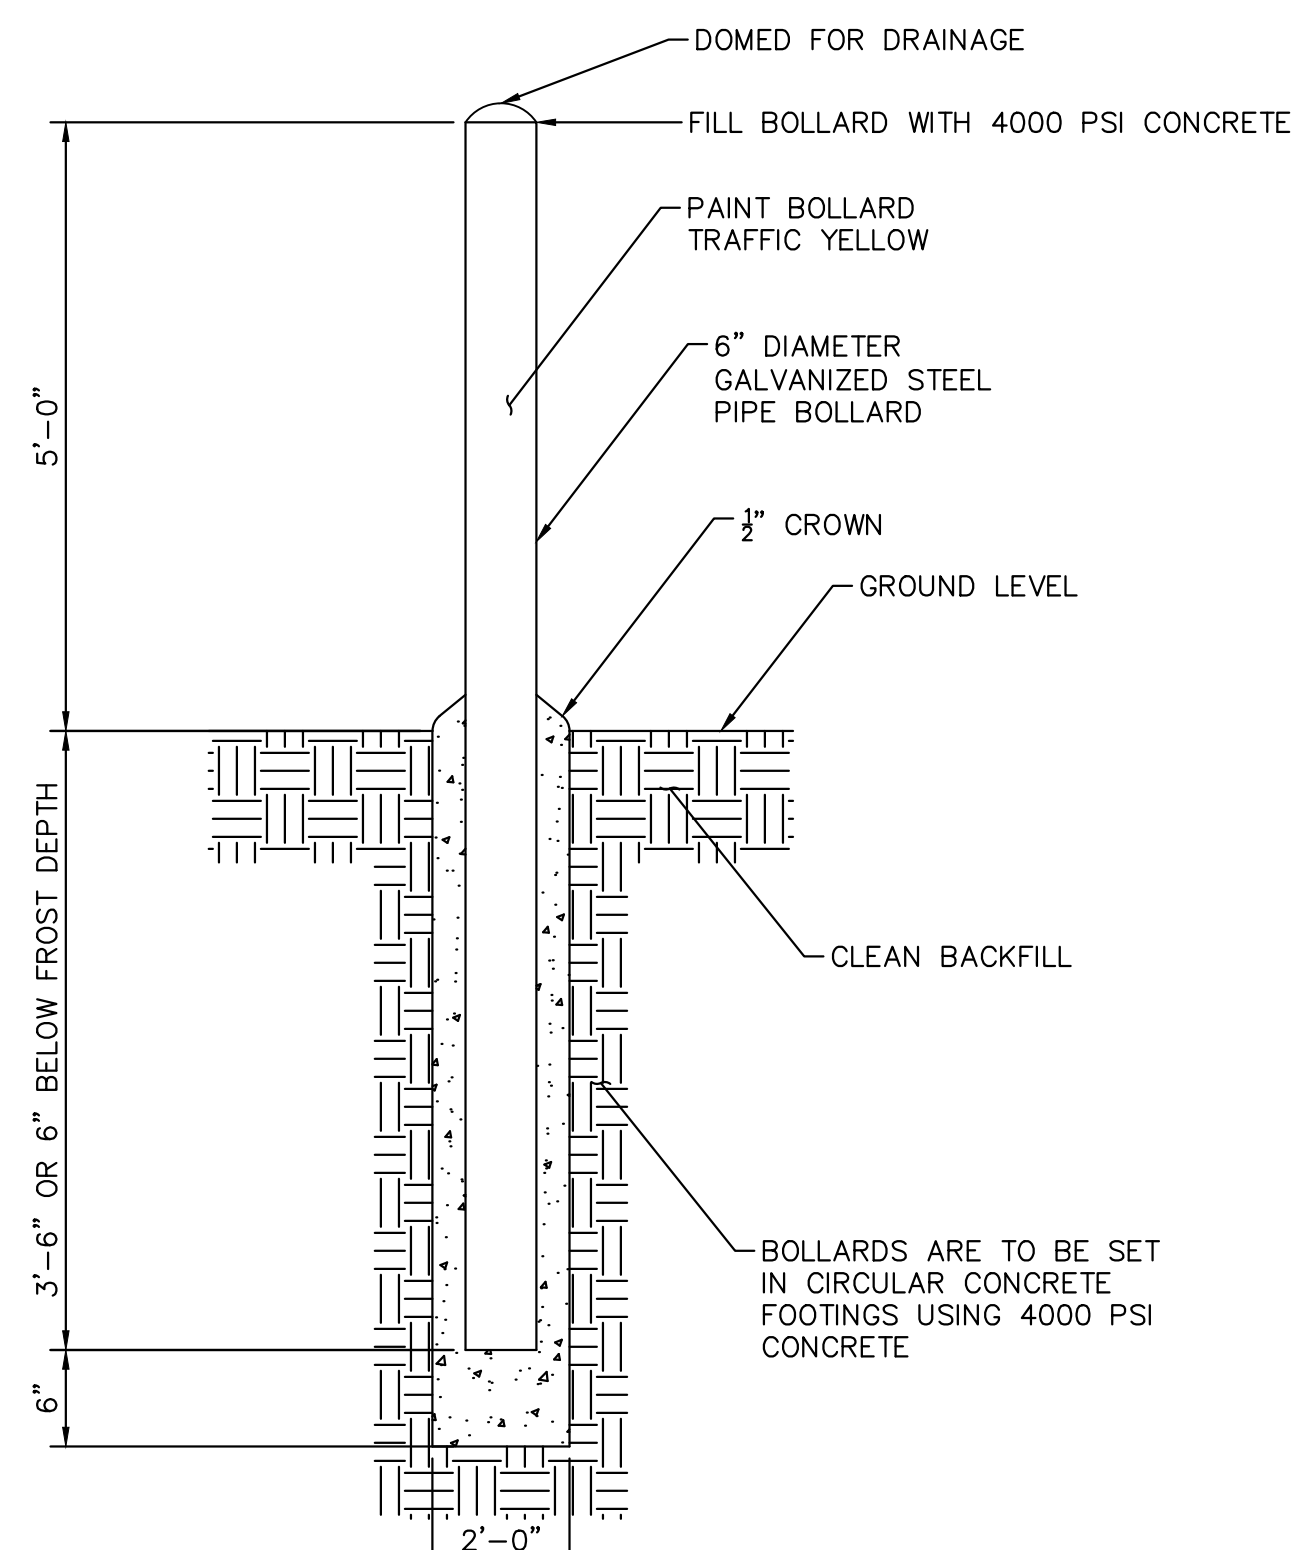 DOMED FOR DRAINAGE
FILL BOLLARD WITH 4000 PSI CONCRETE
PAINT BOLLARD
TRAFFIC YELLOW
6” DIAMETER
GALVANIZED STEEL
PIPE BOLLARD
5’–0”
½” CROWN
GROUND LEVEL
3’–6” OR 6” BELOW FROST DEPTH
CLEAN BACKFILL
BOLLARDS ARE TO BE SET
IN CIRCULAR CONCRETE
FOOTINGS USING 4000 PSI
CONCRETE
6”
2’–0”